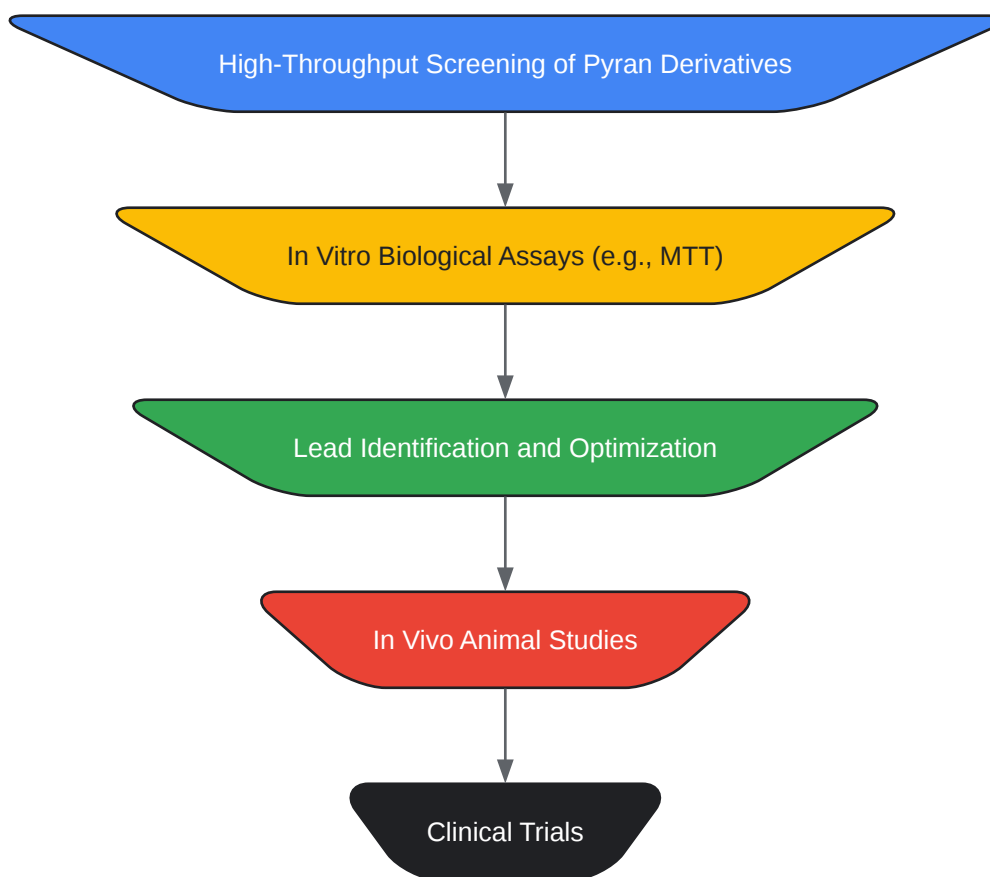 High-Throughput Screening of Pyran Derivatives
In Vitro Biological Assays (e.g., MTT)
Lead Identification and Optimization
In Vivo Animal Studies
Clinical Trials